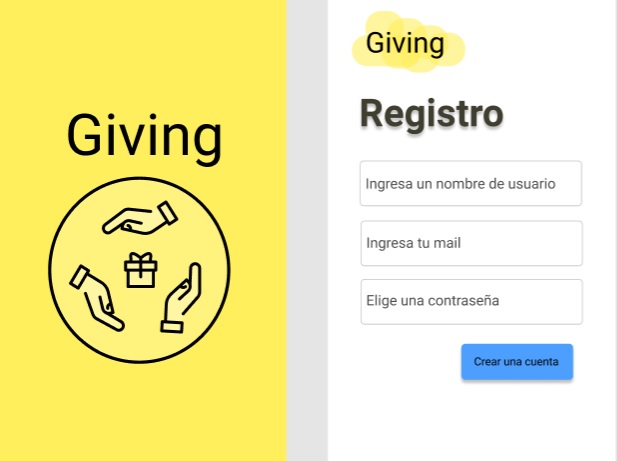 Giving
Giving
Registro
Ingresa un nombre de usuario
Ingresa tu mail
Elige una contraseña
Crear una cuenta